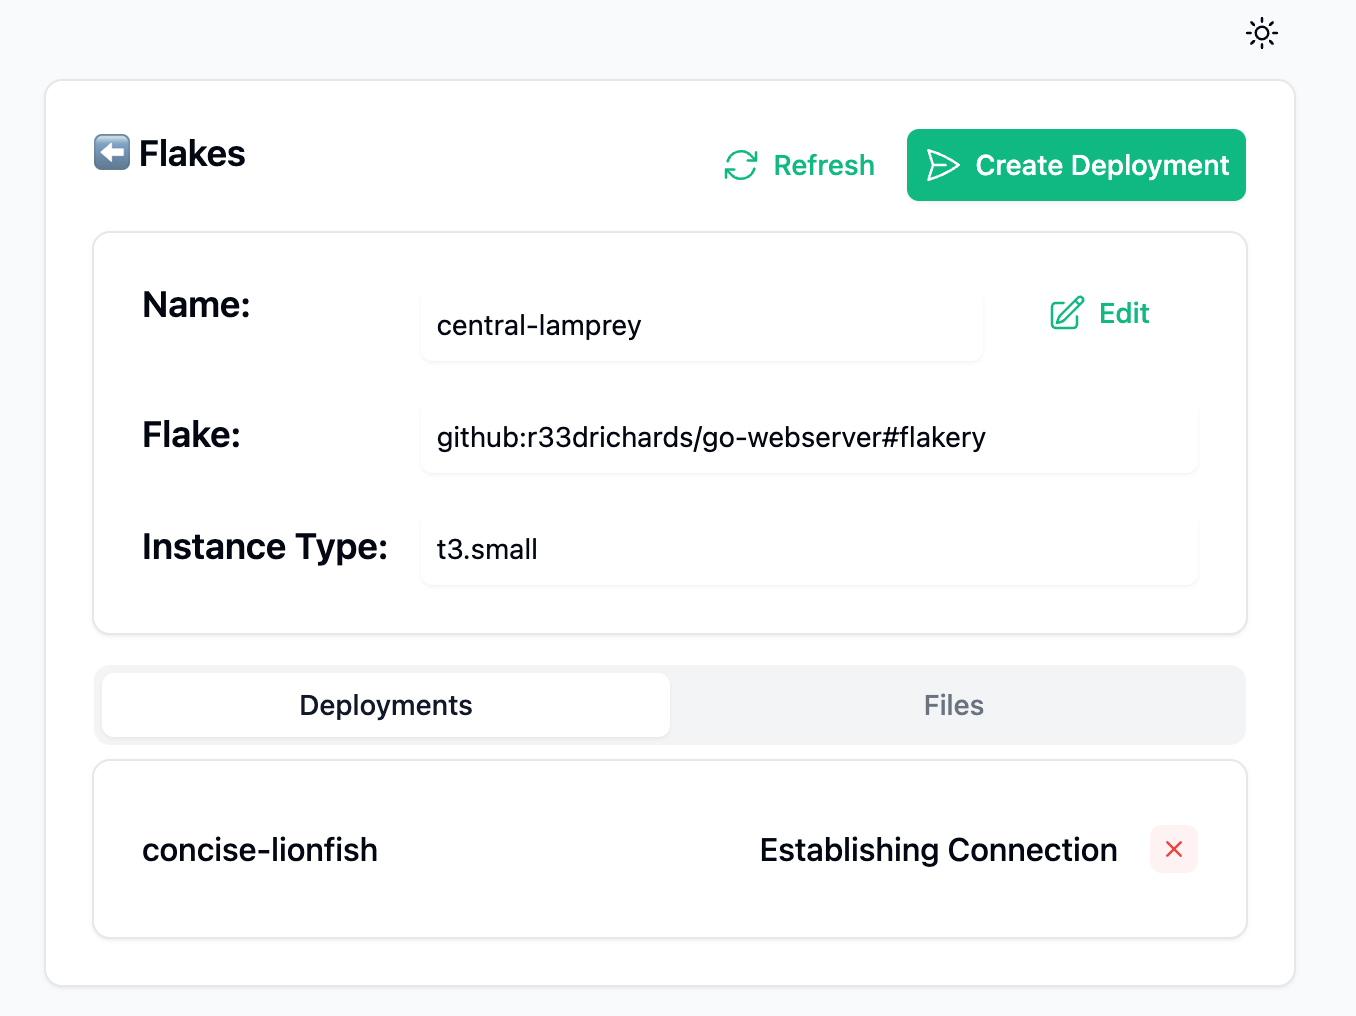 Flakes
Refresh
Create Deployment
Name:
central-lamprey
Edit
Flake:
github:r33drichards/go-webserver#flakery
Instance Type:
t3.small
Deployments
Files
concise-lionfish
Establishing Connection